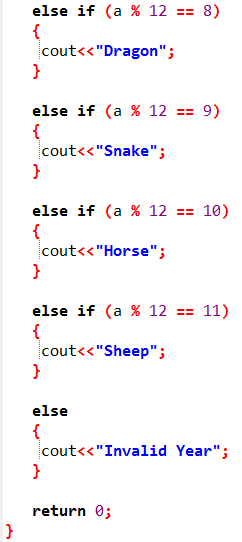 else if (a % 12 == 8)
{
cout<<"Dragon";
}
else if (a % 12 == 9)
{
cout<<"Snake";
}
else if (a % 12 == 10)
{
cout<<"Horse";
}
else if (a % 12 == 11)
{
cout<<"Sheep";
}
else
{
cout<<"Invalid Year";
}
return 0;
}